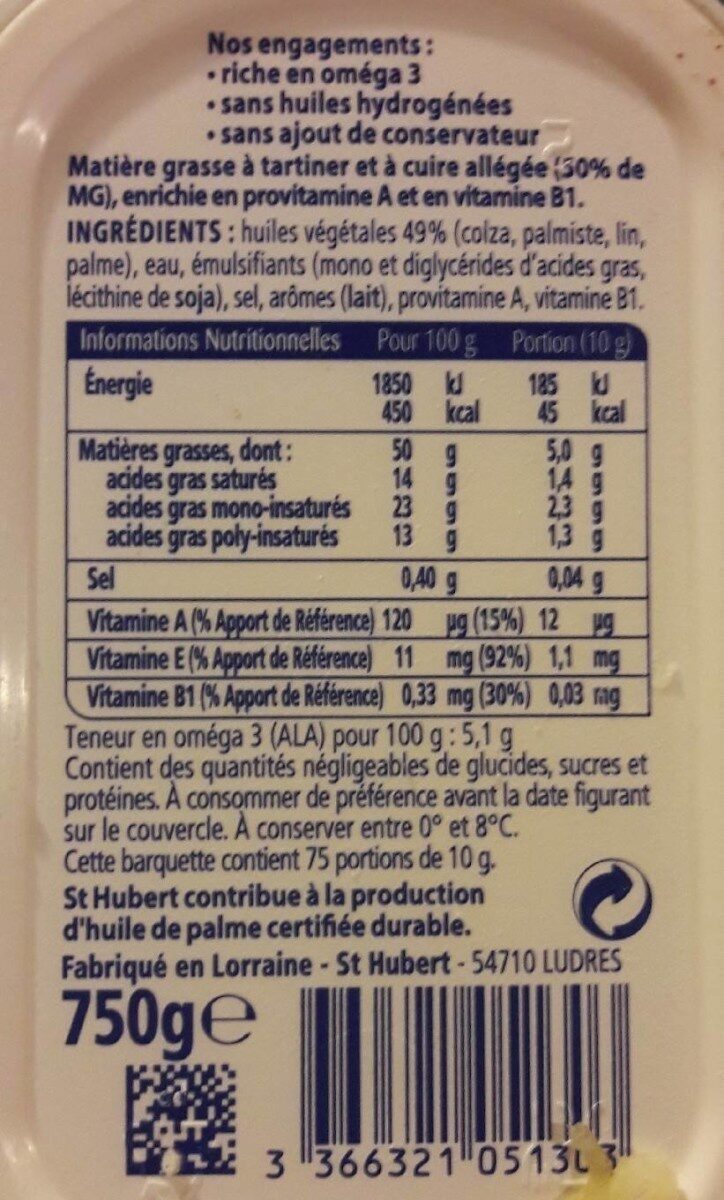 Nos engagements :
• riche en oméga 3
• sans huiles hydrogénées
• sans ajout de conservateur
Matière grasse à tartiner et à cuire allégée (50% de
MG), enrichie en provitamine A et en vitamine B1.
INGRÉDIENTS : huiles végétales 49% (colza, palmiste, lin,
palme), eau, émulsifiants (mono et diglycérides d'acides gras,
lécithine de soja), sel, arômes (lait), provitamine A, vitamine B1.
Informations Nutritionnelles Pour 100 g Portion (10 g)
Énergie 1850 kJ 185 kJ
450 kcal 45 kcal
Matières grasses, dont : 50 g 5,0 g
acides gras saturés 14 g 1,4 g
acides gras mono-insaturés 23 g 2,3 g
acides gras poly-insaturés 13 g 1,3 g
Sel 0,40 g 0,04 g
Vitamine A (% Apport de Référence) 120 µg (15%) 12 µg
Vitamine E (% Apport de Référence) 11 mg (92%) 1,1 mg
Vitamine B1 (% Apport de Référence) 0,33 mg (30%) 0,03 mg
Teneur en oméga 3 (ALA) pour 100 g : 5,1 g
Contient des quantités négligeables de glucides, sucres et
protéines. À consommer de préférence avant la date figurant
sur le couvercle. À conserver entre 0° et 8°C.
Cette barquette contient 75 portions de 10 g.
St Hubert contribue à la production
d'huile de palme certifiée durable.
Fabriqué en Lorraine - St Hubert - 54710 LUDRES
750g e
3 366321